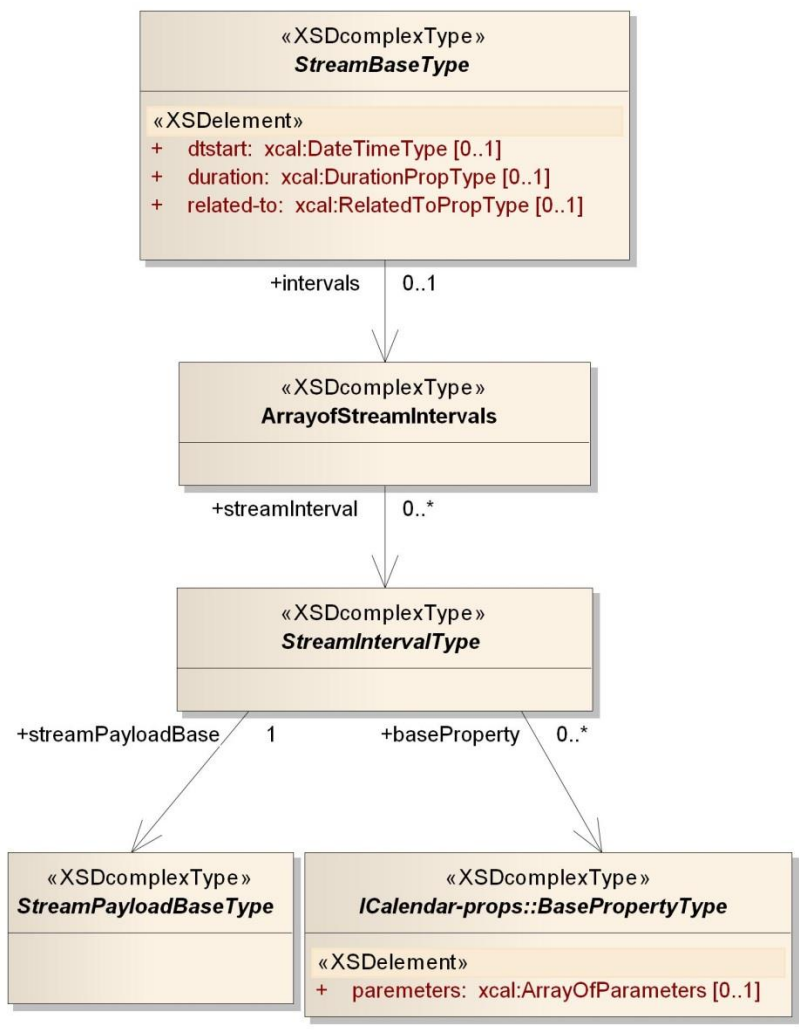 «XSDcomplexType»
StreamBaseType
«XSDelement»
+ dtstart: xcal:DateTimeType [0..1]
+ duration: xcal:DurationPropType [0..1]
+ related-to: xcal:RelatedToPropType [0..1]
+intervals 0..1
«XSDcomplexType»
ArrayofStreamIntervals
+streamInterval 0..*
«XSDcomplexType»
StreamIntervalType
+streamPayloadBase 1 +baseProperty 0..*
«XSDcomplexType»
StreamPayloadBaseType
«XSDcomplexType»
ICalendar-props::BasePropertyType
«XSDelement»
+ paremeters: xcal:ArrayOfParameters [0..1]